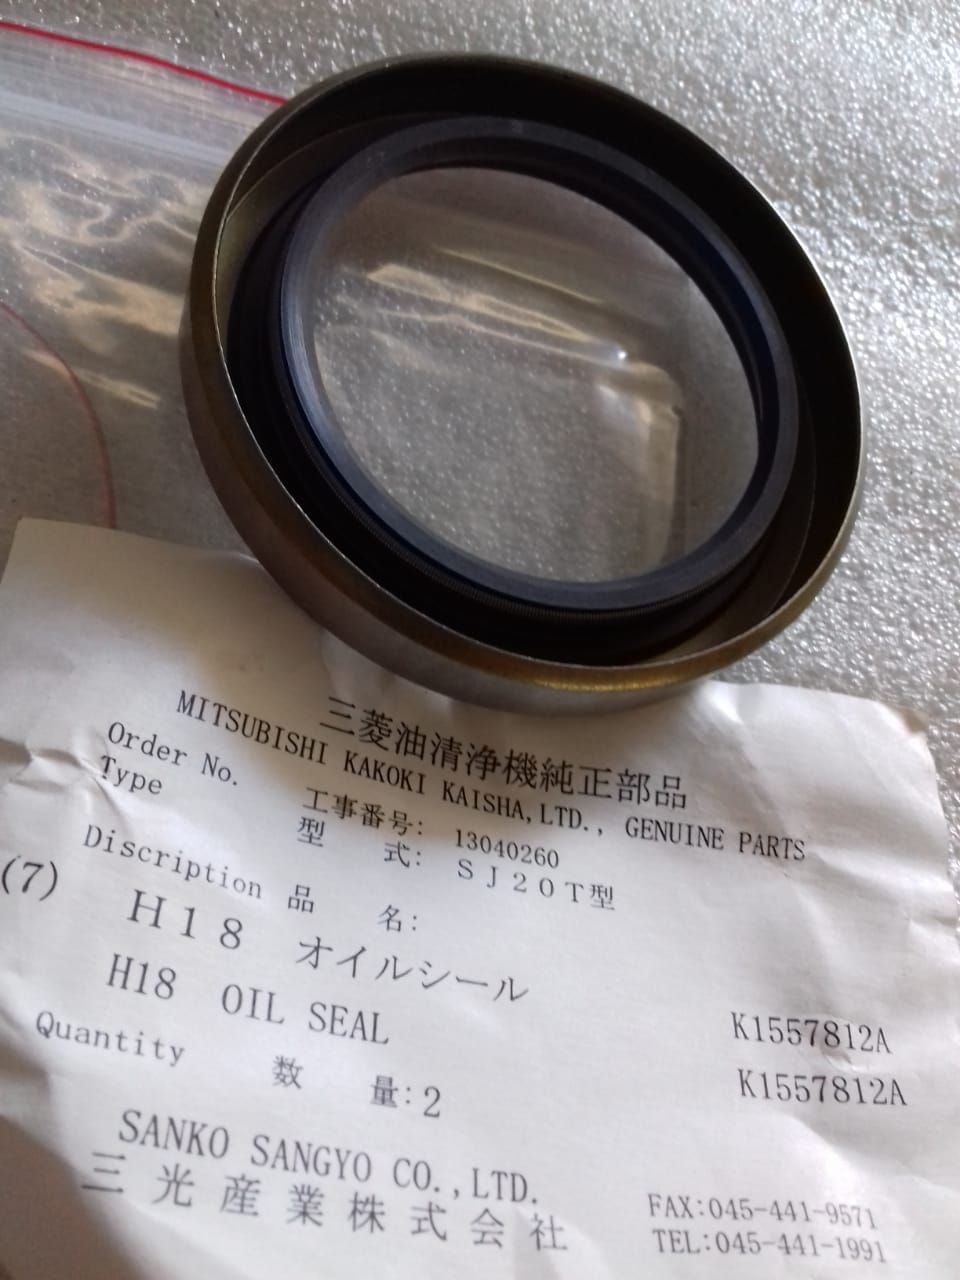 三菱油清浄機純正部品
MITSUBISHI KAKOKI KAISHA,LTD., GENUINE PARTS
Order No. 工事番号: 13040260
Type 型 式: SJ20T型
Discription 品 名:
(7) H18 オイルシール K1557812A
H18 OIL SEAL K1557812A
Quantity 数 量:2
SANKO SANGYO CO.,LTD. FAX:045-441-9571
三光産業株式会社 TEL:045-441-1991